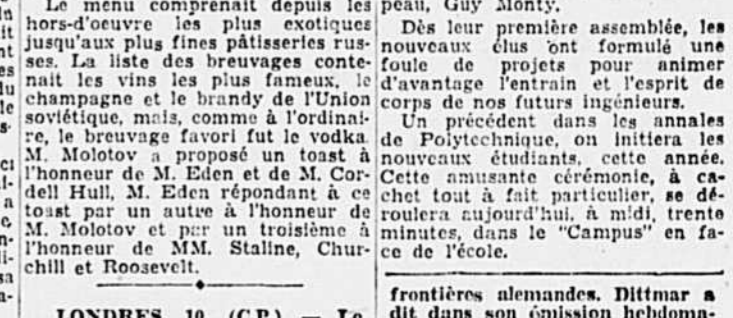 Le menu comprenait depuis les
hors-d'oeuvre les plus exotiques
jusqu'aux plus fines pâtisseries rus-
ses. La liste des breuvages conte-
nait les vins les plus fameux, le
champagne et le brandy de l'Union
soviétique, mais, comme à l'ordinai-
re, le breuvage favori fut le vodka
M. Molotov a proposé un toast à
l'honneur de M. Eden et de M. Cor-
dell Hull, M. Eden répondant à ce
toast par un autre à l'honneur de
M. Molotov et par un troisième à
l'honneur de MM. Staline, Chur-
chill et Roosevelt.
LONDRES, 10. (C.P.) — Le
peau, Guy Monty.
Dès leur première assemblée, les
nouveaux élus ont formulé une
foule de projets pour animer
d'avantage l'entrain et l'esprit de
corps de nos futurs ingénieurs.
Un précédent dans les annales
de Polytechnique, on initiera les
nouveaux étudiants, cette année.
Cette amusante cérémonie, à ca-
chet tout à fait particulier, se dé-
roulera aujourd'hui, à midi, trente
minutes, dans le "Campus" en fa-
ce de l'école.
frontières alemandes. Dittmar a
dit dans son émission hebdoma-